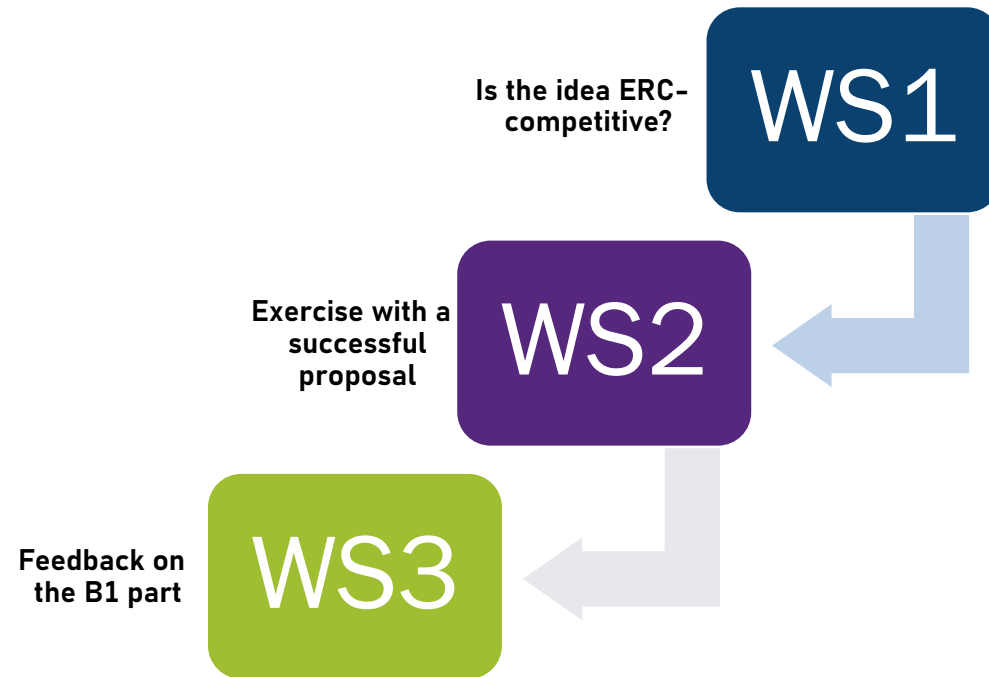 Is the idea ERC-
competitive?
WS1
Exercise with a
successful
proposal
WS2
Feedback on
the B1 part
WS3